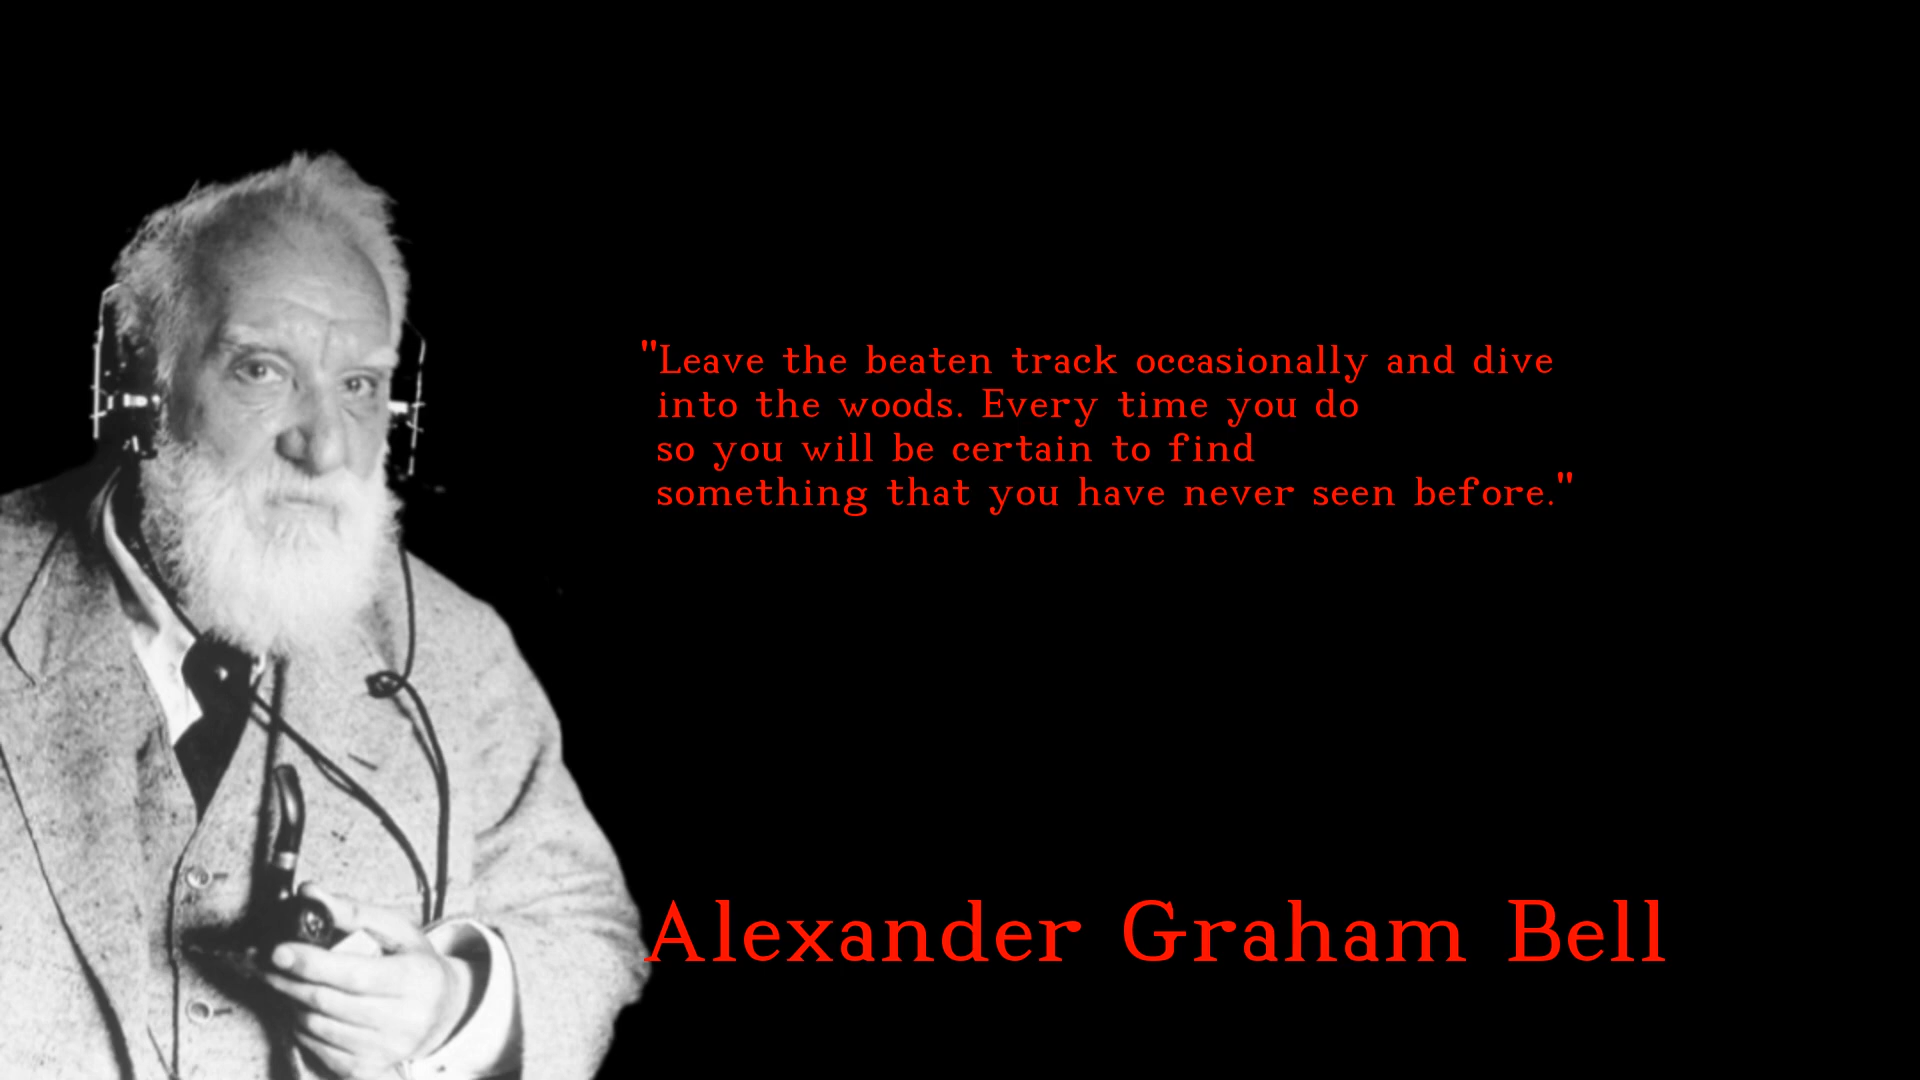 "Leave the beaten track occasionally and dive
into the woods. Every time you do
so you will be certain to find
something that you have never seen before."
Alexander Graham Bell